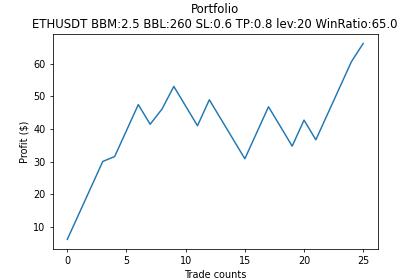 Portfolio
ETHUSDT BBM:2.5 BBL:260 SL:0.6 TP:0.8 lev:20 WinRatio:65.0
60
50
40
30
20
10
Profit ($)
0 5 10 15 20 25
Trade counts